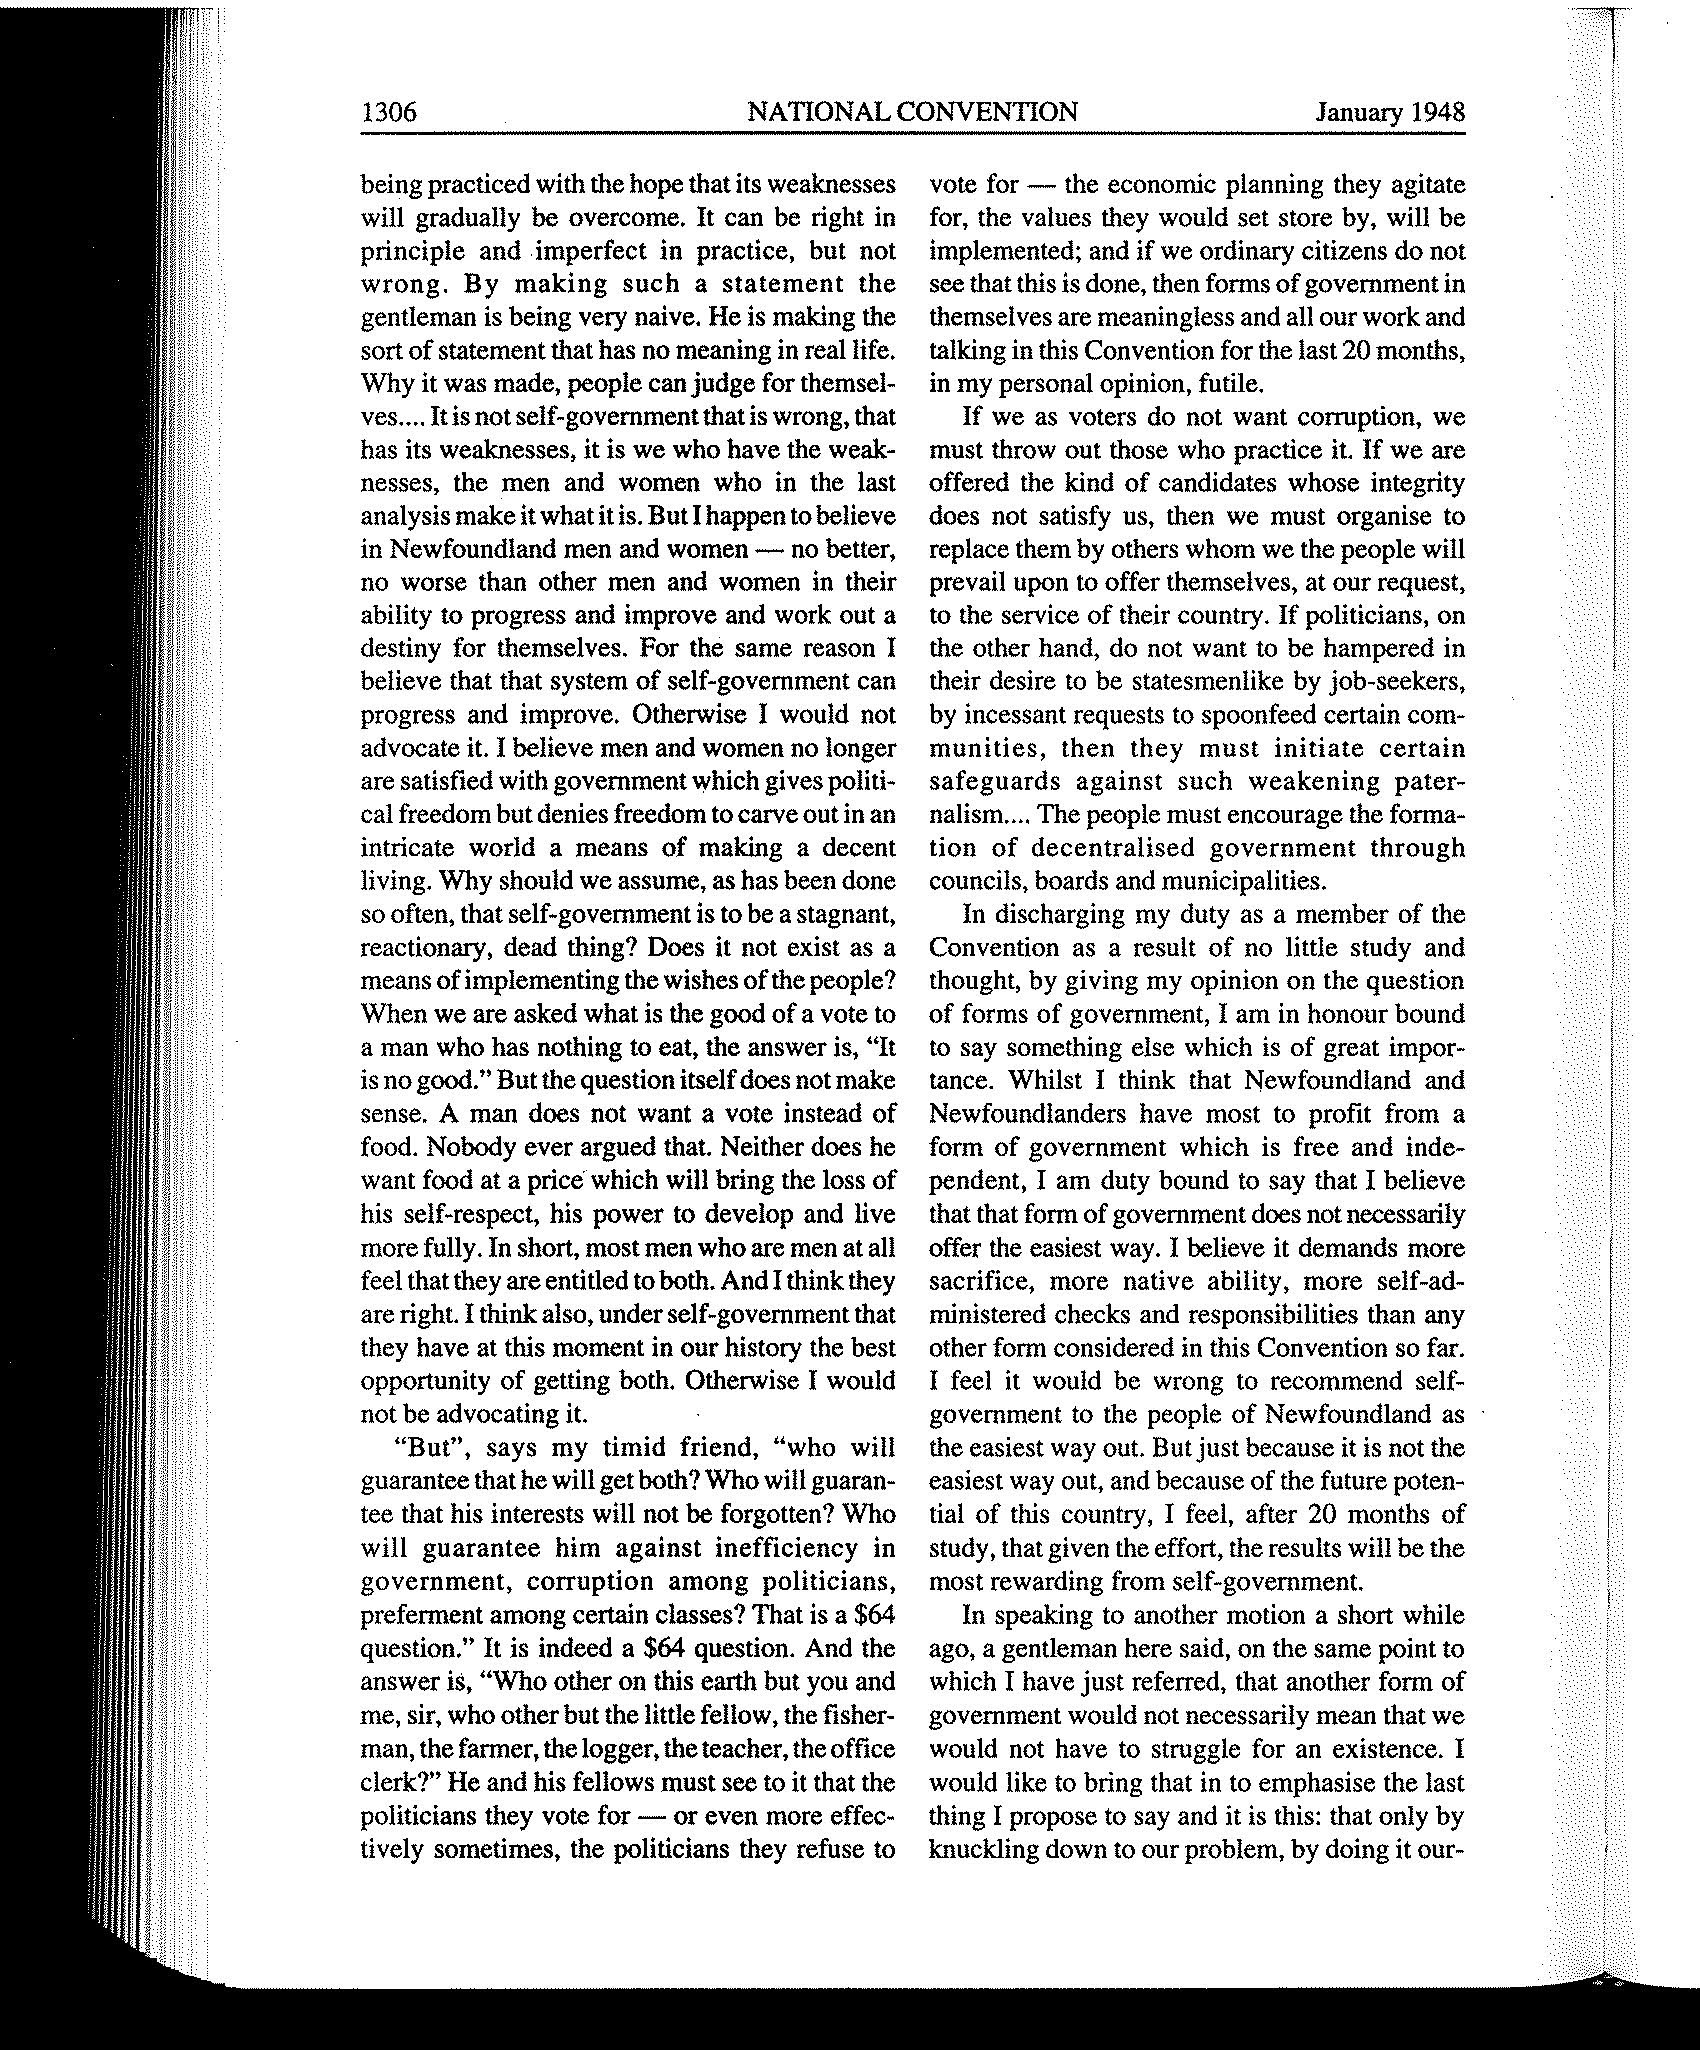 1306 NATIONAL CONVENTION January 1948
being practiced with the hope that its weaknesses
will gradually be overcome. It can be right in
principle and imperfect in practice, but not
wrong. By making such a statement the
gentleman is being very naive. He is making the
sort of statement that has no meaning in real life.
Why it was made, people can judge for themsel-
ves.... It is not self-government that is wrong, that
has its weaknesses, it is we who have the weak-
nesses, the men and women who in the last
analysis make it what it is. But I happen to believe
in Newfoundland men and women — no better,
no worse than other men and women in their
ability to progress and improve and work out a
destiny for themselves. For the same reason I
believe that that system of self-government can
progress and improve. Otherwise I would not
advocate it. I believe men and women no longer
are satisfied with government which gives politi-
cal freedom but denies freedom to carve out in an
intricate world a means of making a decent
living. Why should we assume, as has been done
so often, that self-government is to be a stagnant,
reactionary, dead thing? Does it not exist as a
means of implementing the wishes of the people?
When we are asked what is the good of a vote to
a man who has nothing to eat, the answer is, “It
is no good.” But the question itself does not make
sense. A man does not want a vote instead of
food. Nobody ever argued that. Neither does he
want food at a price which will bring the loss of
his self-respect, his power to develop and live
more fully. In short, most men who are men at all
feel that they are entitled to both. And I think they
are right. I think also, under self-government that
they have at this moment in our history the best
opportunity of getting both. Otherwise I would
not be advocating it.
“But”, says my timid friend, “who will
guarantee that he will get both? Who will guaran-
tee that his interests will not be forgotten? Who
will guarantee him against inefficiency in
government, corruption among politicians,
preferment among certain classes? That is a $64
question.” It is indeed a $64 question. And the
answer is, “Who other on this earth but you and
me, sir, who other but the little fellow, the fisher-
man, the farmer, the logger, the teacher, the office
clerk?” He and his fellows must see to it that the
politicians they vote for — or even more effec-
tively sometimes, the politicians they refuse to
vote for — the economic planning they agitate
for, the values they would set store by, will be
implemented; and if we ordinary citizens do not
see that this is done, then forms of government in
themselves are meaningless and all our work and
talking in this Convention for the last 20 months,
in my personal opinion, futile.
If we as voters do not want corruption, we
must throw out those who practice it. If we are
offered the kind of candidates whose integrity
does not satisfy us, then we must organise to
replace them by others whom we the people will
prevail upon to offer themselves, at our request,
to the service of their country. If politicians, on
the other hand, do not want to be hampered in
their desire to be statesmenlike by job-seekers,
by incessant requests to spoonfeed certain com-
munities, then they must initiate certain
safeguards against such weakening pater-
nalism.... The people must encourage the forma-
tion of decentralised government through
councils, boards and municipalities.
In discharging my duty as a member of the
Convention as a result of no little study and
thought, by giving my opinion on the question
of forms of government, I am in honour bound
to say something else which is of great impor-
tance. Whilst I think that Newfoundland and
Newfoundlanders have most to profit from a
form of government which is free and inde-
pendent, I am duty bound to say that I believe
that that form of government does not necessarily
offer the easiest way. I believe it demands more
sacrifice, more native ability, more self-ad-
ministered checks and responsibilities than any
other form considered in this Convention so far.
I feel it would be wrong to recommend self-
government to the people of Newfoundland as
the easiest way out. But just because it is not the
easiest way out, and because of the future poten-
tial of this country, I feel, after 20 months of
study, that given the effort, the results will be the
most rewarding from self-government.
In speaking to another motion a short while
ago, a gentleman here said, on the same point to
which I have just referred, that another form of
government would not necessarily mean that we
would not have to struggle for an existence. I
would like to bring that in to emphasise the last
thing I propose to say and it is this: that only by
knuckling down to our problem, by doing it our-